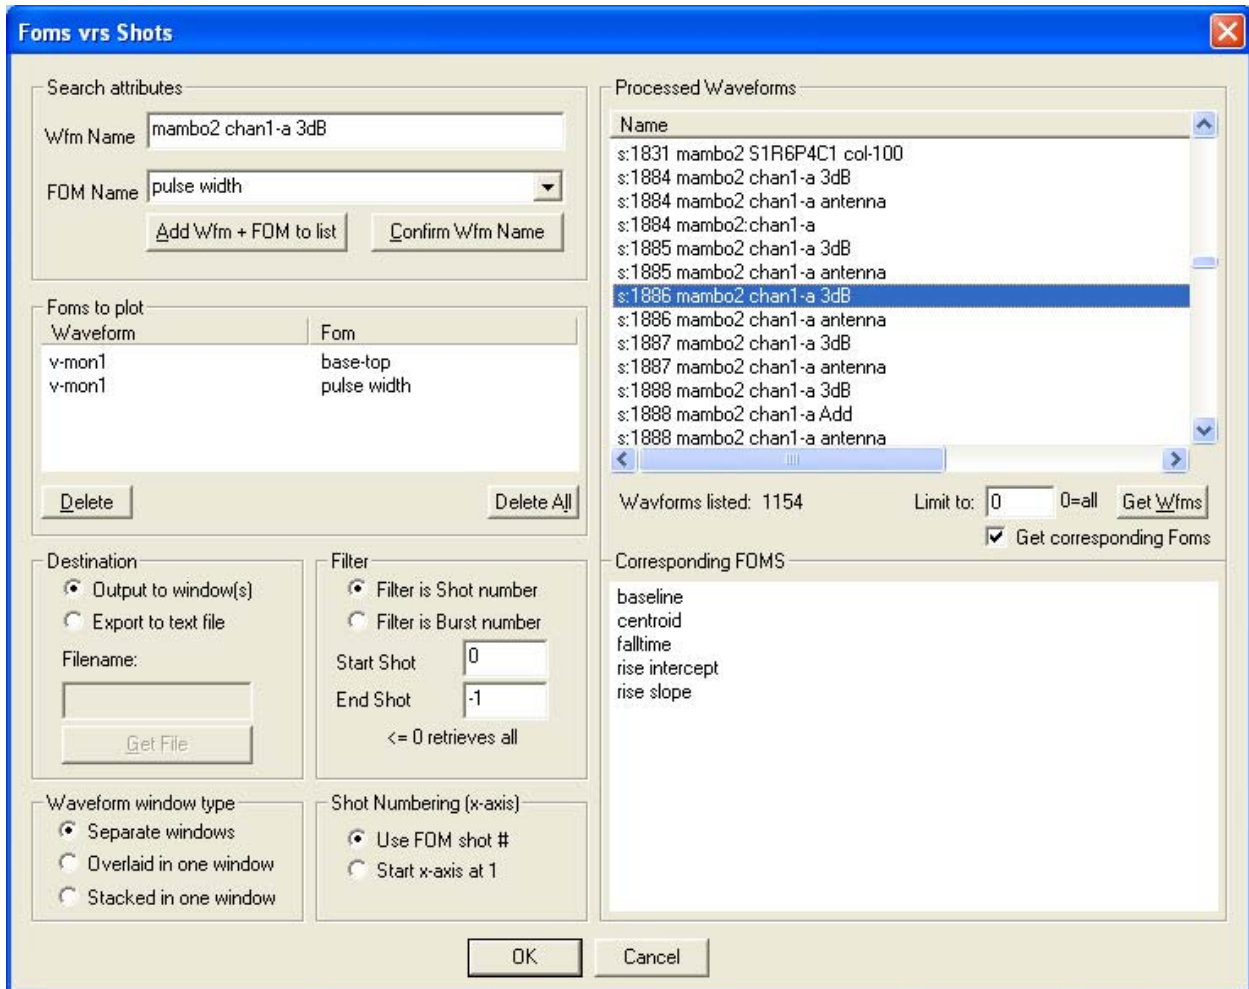 Foms vrs Shots
Search attributes
Wfm Name mambo2 chan1-a 3dB
FOM Name pulse width
Add Wfm + FOM to list Confirm Wfm Name
Foms to plot
Waveform Fom
v-mon1 base-top
v-mon1 pulse width
Delete Delete All
Destination
Output to window(s)
Export to text file
Filename:
Get File
Filter
Filter is Shot number
Filter is Burst number
Start Shot 0
End Shot -1
<= 0 retrieves all
Waveform window type
Separate windows
Overlaid in one window
Stacked in one window
Shot Numbering (x-axis)
Use FOM shot #
Start x-axis at 1
Processed Waveforms
Name
s:1831 mambo2 S1R6P4C1 col-100
s:1884 mambo2 chan1-a 3dB
s:1884 mambo2 chan1-a antenna
s:1884 mambo2:chan1-a
s:1885 mambo2 chan1-a 3dB
s:1885 mambo2 chan1-a antenna
s:1886 mambo2 chan1-a 3dB
s:1886 mambo2 chan1-a antenna
s:1887 mambo2 chan1-a 3dB
s:1887 mambo2 chan1-a antenna
s:1888 mambo2 chan1-a 3dB
s:1888 mambo2 chan1-a Add
s:1888 mambo2 chan1-a antenna
Wavforms listed: 1154 Limit to: 0 0=all Get Wfms
Get corresponding Foms
Corresponding FOMS
baseline
centroid
falltime
rise intercept
rise slope
OK Cancel